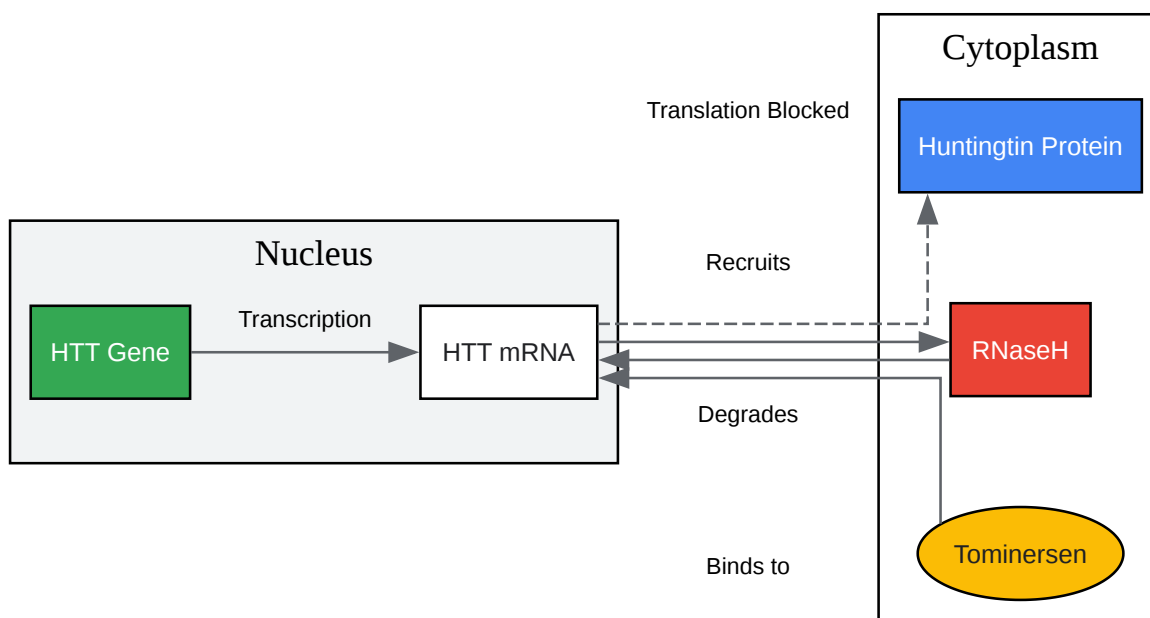 Cytoplasm
Translation Blocked
Huntingtin Protein
Nucleus
Recruits
Transcription
HTT Gene
HTT mRNA
RNaseH
Degrades
Tominersen
Binds to